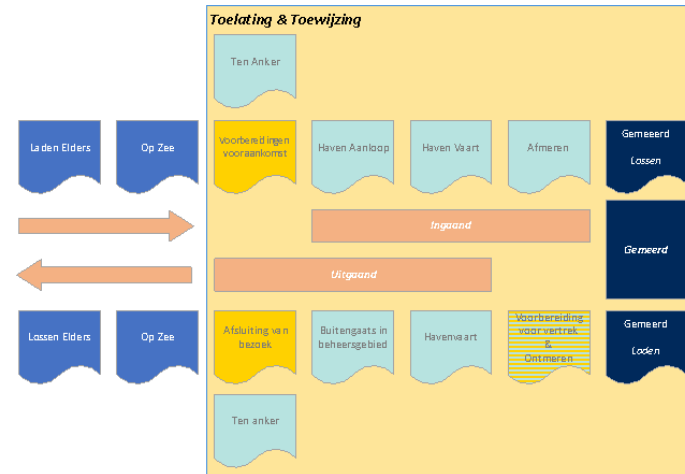 Toelating & Toewijzing
Ten Anker
Laden Elders
Op Zee
Voorbereidingen
vooraankomst
Haven Aanloop
Haven Vaart
Afmeren
Gemeerd
Lossen
Ingaand
Gemeerd
Uitgaand
Lossen Elders
Op Zee
Afsluiting van
bezoek
Buitengaats in
beheersgebied
Havenvaart
Voorbereiding
voor vertrek
&
Ontmeren
Gemeerd
Laden
Ten anker